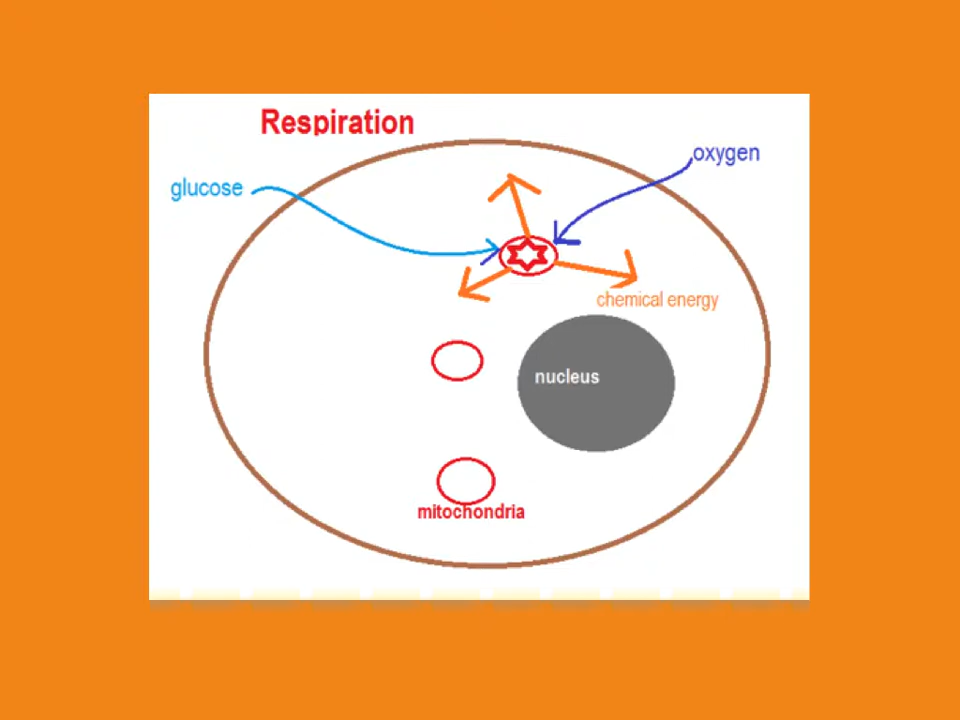 Respiration
oxygen
glucose
chemical energy
nucleus
mitochondria